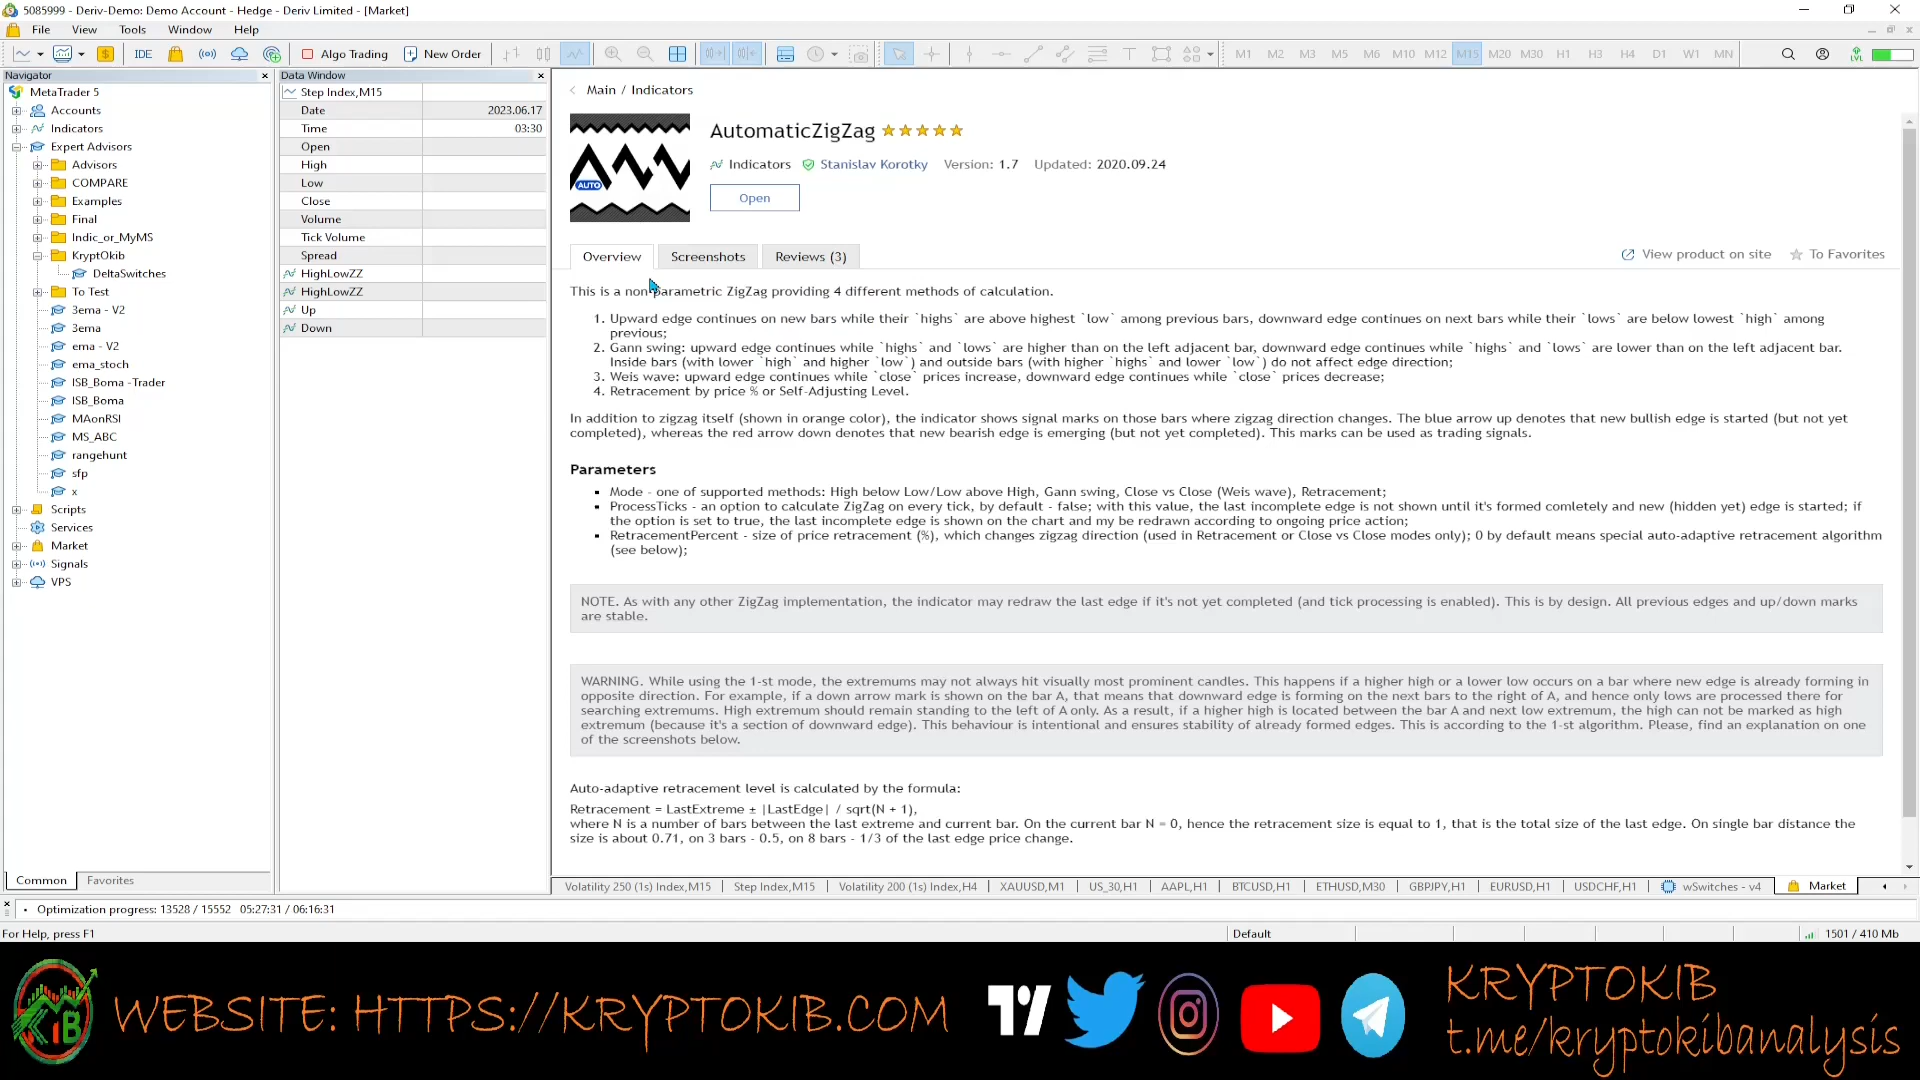 5085999 - Deriv-Demo: Demo Account - Hedge - Deriv Limited - [Market]
File View Tools Window Help
IDE Algo Trading New Order M1 M2 M3 M5 M6 M10 M12 M15 M20 M30 H1 H3 H4 D1 W1 MN LVL
Navigator
MetaTrader 5
Accounts
Indicators
Expert Advisors
Advisors
COMPARE
Examples
Final
Indic_or_MyMS
KryptOkib
DeltaSwitches
To Test
3ema - V2
3ema
ema - V2
ema_stoch
ISB_Boma -Trader
ISB_Boma
MAonRSI
MS_ABC
rangehunt
sfp
x
Scripts
Services
Market
Signals
VPS
Common Favorites
Data Window
Step Index,M15
Date 2023.06.17
Time 03:30
Open
High
Low
Close
Volume
Tick Volume
Spread
HighLowZZ
HighLowZZ
Up
Down
Main / Indicators
AUTO
AutomaticZigZag
Indicators Stanislav Korotky Version: 1.7 Updated: 2020.09.24
Open
Overview Screenshots Reviews (3) View product on site To Favorites
This is a non-parametric ZigZag providing 4 different methods of calculation.
1. Upward edge continues on new bars while their `highs` are above highest `low` among previous bars, downward edge continues on next bars while their `lows` are below lowest `high` among
previous;
2. Gann swing: upward edge continues while `highs` and `lows` are higher than on the left adjacent bar, downward edge continues while `highs` and `lows` are lower than on the left adjacent bar.
Inside bars (with lower `high` and higher `low`) and outside bars (with higher `highs` and lower `low`) do not affect edge direction;
3. Weis wave: upward edge continues while `close` prices increase, downward edge continues while `close` prices decrease;
4. Retracement by price % or Self-Adjusting Level.
In addition to zigzag itself (shown in orange color), the indicator shows signal marks on those bars where zigzag direction changes. The blue arrow up denotes that new bullish edge is started (but not yet
completed), whereas the red arrow down denotes that new bearish edge is emerging (but not yet completed). This marks can be used as trading signals.
Parameters
▪ Mode - one of supported methods: High below Low/Low above High, Gann swing, Close vs Close (Weis wave), Retracement;
▪ ProcessTicks - an option to calculate ZigZag on every tick, by default - false; with this value, the last incomplete edge is not shown until it's formed comletely and new (hidden yet) edge is started; if
the option is set to true, the last incomplete edge is shown on the chart and my be redrawn according to ongoing price action;
▪ RetracementPercent - size of price retracement (%), which changes zigzag direction (used in Retracement or Close vs Close modes only); 0 by default means special auto-adaptive retracement algorithm
(see below);
NOTE. As with any other ZigZag implementation, the indicator may redraw the last edge if it's not yet completed (and tick processing is enabled). This is by design. All previous edges and up/down marks
are stable.
WARNING. While using the 1-st mode, the extremums may not always hit visually most prominent candles. This happens if a higher high or a lower low occurs on a bar where new edge is already forming in
opposite direction. For example, if a down arrow mark is shown on the bar A, that means that downward edge is forming on the next bars to the right of A, and hence only lows are processed there for
searching extremums. High extremum should remain standing to the left of A only. As a result, if a higher high is located between the bar A and next low extremum, the high can not be marked as high
extremum (because it's a section of downward edge). This behaviour is intentional and ensures stability of already formed edges. This is according to the 1-st algorithm. Please, find an explanation on one
of the screenshots below.
Auto-adaptive retracement level is calculated by the formula:
Retracement = LastExtreme ± |LastEdge| / sqrt(N + 1),
where N is a number of bars between the last extreme and current bar. On the current bar N = 0, hence the retracement size is equal to 1, that is the total size of the last edge. On single bar distance the
size is about 0.71, on 3 bars - 0.5, on 8 bars - 1/3 of the last edge price change.
Volatility 250 (1s) Index,M15 Step Index,M15 Volatility 200 (1s) Index,H4 XAUUSD,M1 US_30,H1 AAPL,H1 BTCUSD,H1 ETHUSD,M30 GBPJPY,H1 EURUSD,H1 USDCHF,H1 wSwitches - v4 Market
• Optimization progress: 13528 / 15552 05:27:31 / 06:16:31
For Help, press F1 Default 1501 / 410 Mb
KiB
WEBSITE: HTTPS://KRYPTOKIB.COM
KRYPTOKIB
t.me/kryptokibanalysis